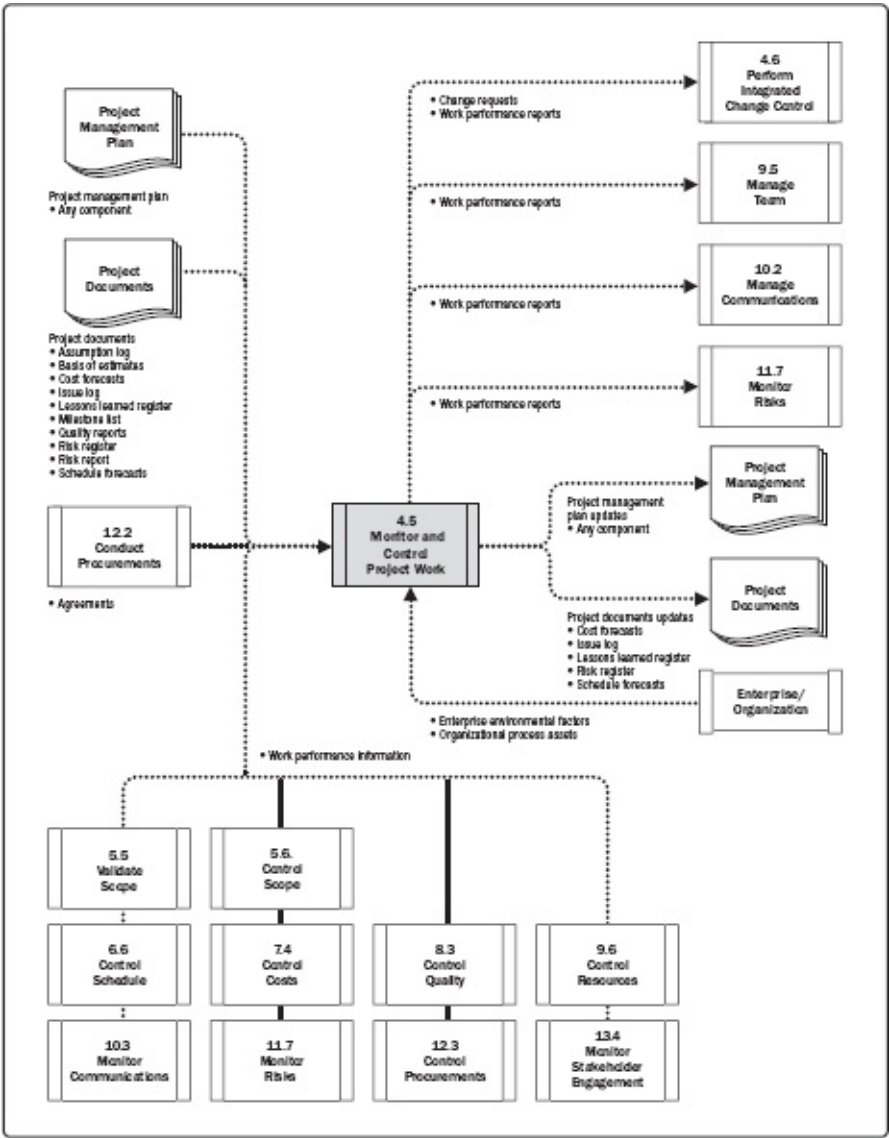 Project
Management
Plan
Project management plan
• Any component
Project
Documents
Project documents
• Assumption log
• Basis of estimates
• Cost forecasts
• Issue log
• Lessons learned register
• Milestone list
• Quality reports
• Risk register
• Risk report
• Schedule forecasts
12.2
Conduct
Procurements
• Agreements
4.5
Monitor and
Control
Project Work
• Change requests
• Work performance reports
4.6
Perform
Integrated
Change Control
• Work performance reports
9.5
Manage
Team
• Work performance reports
10.2
Manage
Communications
• Work performance reports
11.7
Monitor
Risks
Project management
plan updates
• Any component
Project
Management
Plan
Project documents updates
• Cost forecasts
• Issue log
• Lessons learned register
• Risk register
• Schedule forecasts
Project
Documents
• Enterprise environmental factors
• Organizational process assets
Enterprise/
Organization
• Work performance information
5.5
Validate
Scope
5.6.
Control
Scope
6.6
Control
Schedule
7.4
Control
Costs
8.3
Control
Quality
9.6
Control
Resources
10.3
Monitor
Communications
11.7
Monitor
Risks
12.3
Control
Procurements
13.4
Monitor
Stakeholder
Engagement